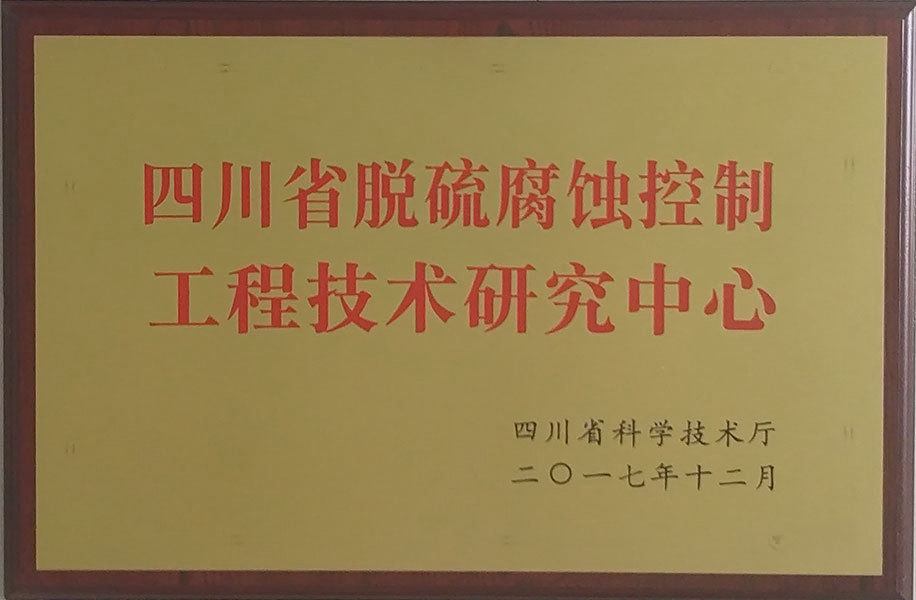 四川省脱硫腐蚀控制
工程技术研究中心
四川省科学技术厅
二〇一七年十二月